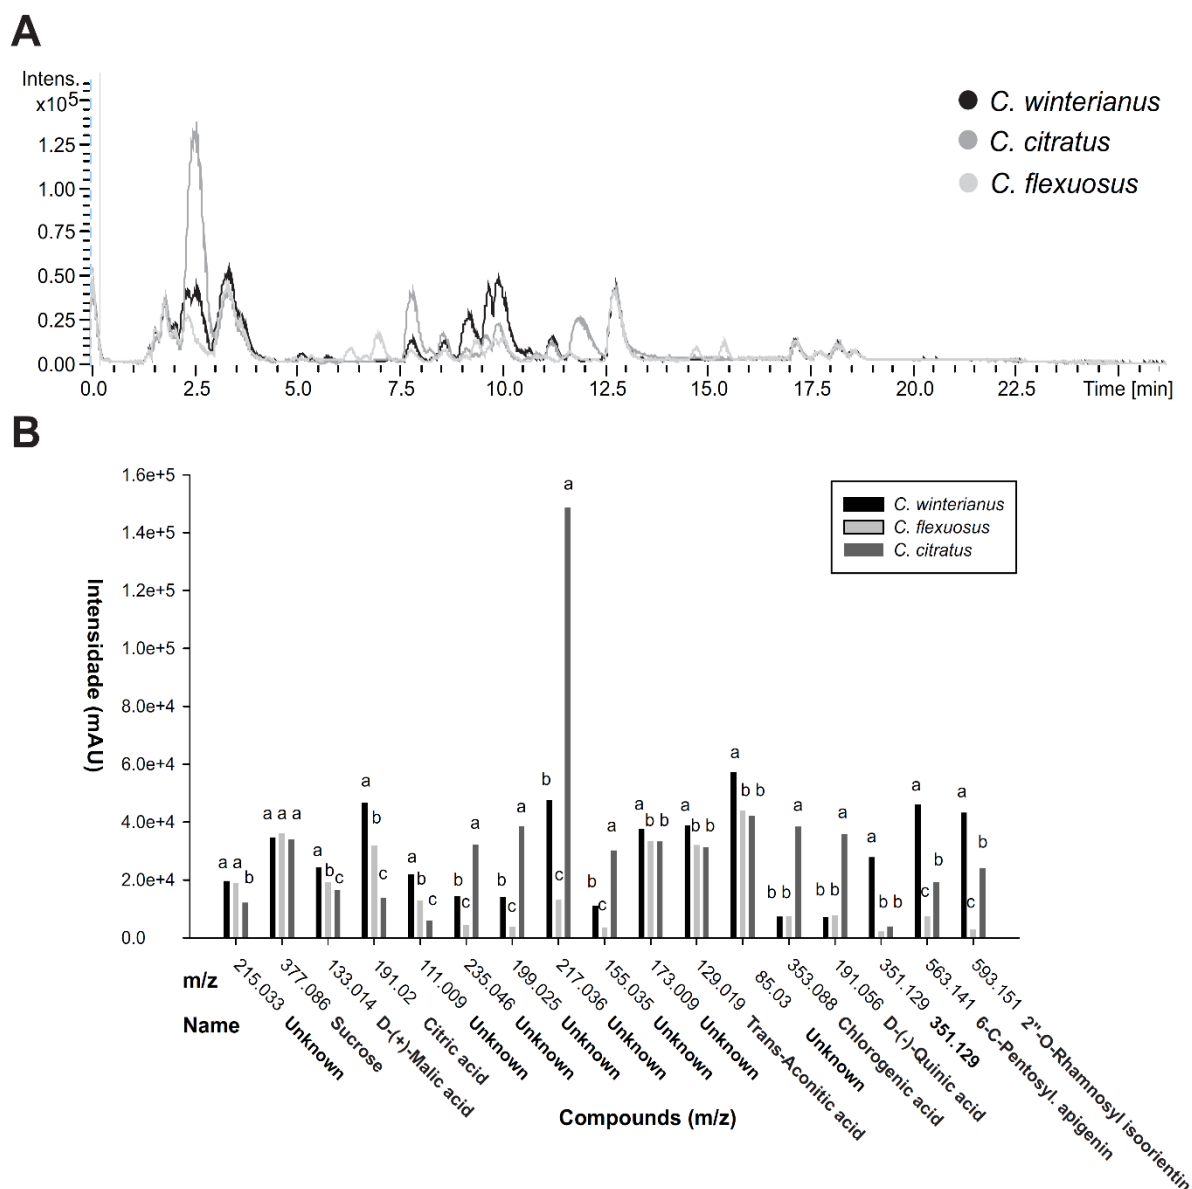 A
Intens.
x10⁵
1.25
1.00
0.75
0.50
0.25
0.00
0.0 2.5 5.0 7.5 10.0 12.5 15.0 17.5 20.0 22.5 Time [min]
C. winterianus
C. citratus
C. flexuosus
B
Intensidade (mAU)
1.6e+5
1.4e+5
1.2e+5
1.0e+5
8.0e+4
6.0e+4
4.0e+4
2.0e+4
0.0
C. winterianus
C. flexuosus
C. citratus
a a b
a a a
a b c
a b c
a b c
b c a
b c a
b c a
b c a
a b b
a b b
a b b
b b a
b b a
a b b
a c b
a c b
m/z
Name
215.033 Unknown
377.086 Sucrose
133.014 D-(+)-Malic acid
191.02 Citric acid
111.009 Unknown
235.046 Unknown
199.025 Unknown
217.036 Unknown
155.035 Unknown
173.009 Unknown
129.019 Trans-Aconitic acid
85.03 Unknown
353.088 Chlorogenic acid
191.056 D-(-)-Quinic acid
351.129 351.129
563.141 6-C-Pentosyl. apigenin
593.151 2"-O-Rhamnosyl isoorientin
Compounds (m/z)